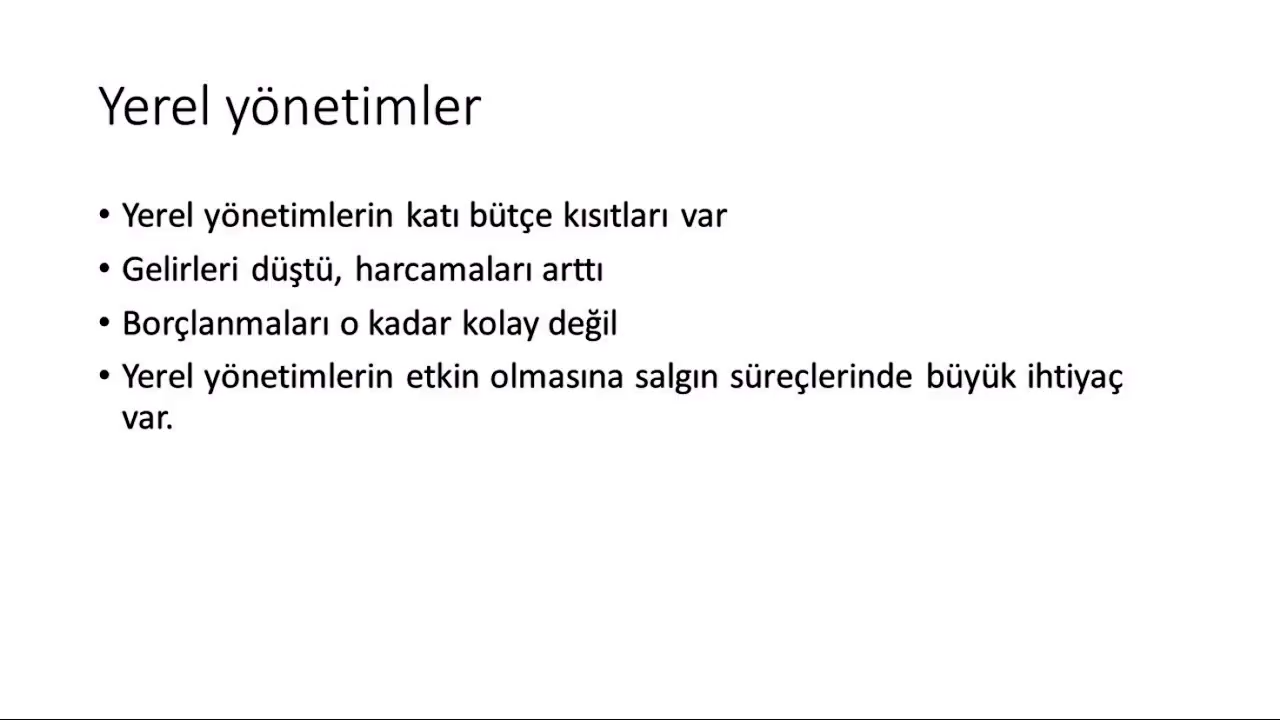 Yerel yönetimler
• Yerel yönetimlerin katı bütçe kısıtları var
• Gelirleri düştü, harcamaları arttı
• Borçlanmaları o kadar kolay değil
• Yerel yönetimlerin etkin olmasına salgın süreçlerinde büyük ihtiyaç
var.